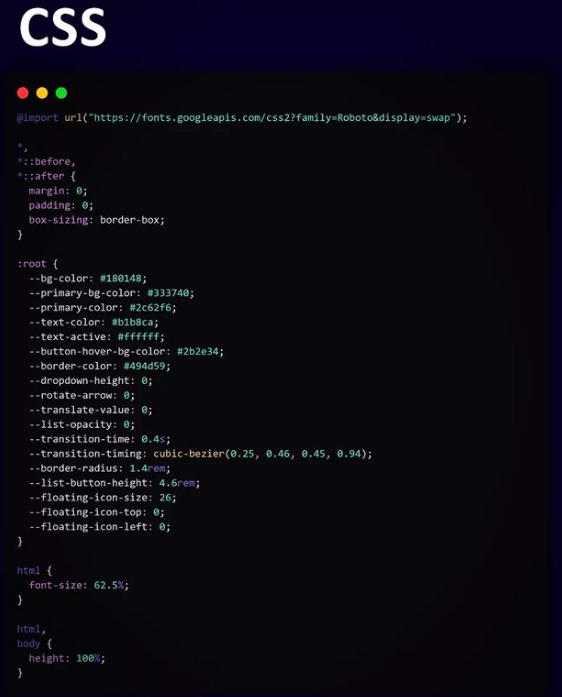 CSS
@import url("https://fonts.googleapis.com/css2?family=Roboto&display=swap");
*,
*::before,
*::after {
margin: 0;
padding: 0;
box-sizing: border-box;
}
:root {
--bg-color: #180148;
--primary-bg-color: #333740;
--primary-color: #2c62f6;
--text-color: #b1b8ca;
--text-active: #ffffff;
--button-hover-bg-color: #2b2e34;
--border-color: #494d59;
--dropdown-height: 0;
--rotate-arrow: 0;
--translate-value: 0;
--list-opacity: 0;
--transition-time: 0.4s;
--transition-timing: cubic-bezier(0.25, 0.46, 0.45, 0.94);
--border-radius: 1.4rem;
--list-button-height: 4.6rem;
--floating-icon-size: 26;
--floating-icon-top: 0;
--floating-icon-left: 0;
}
html {
font-size: 62.5%;
}
html,
body {
height: 100%;
}